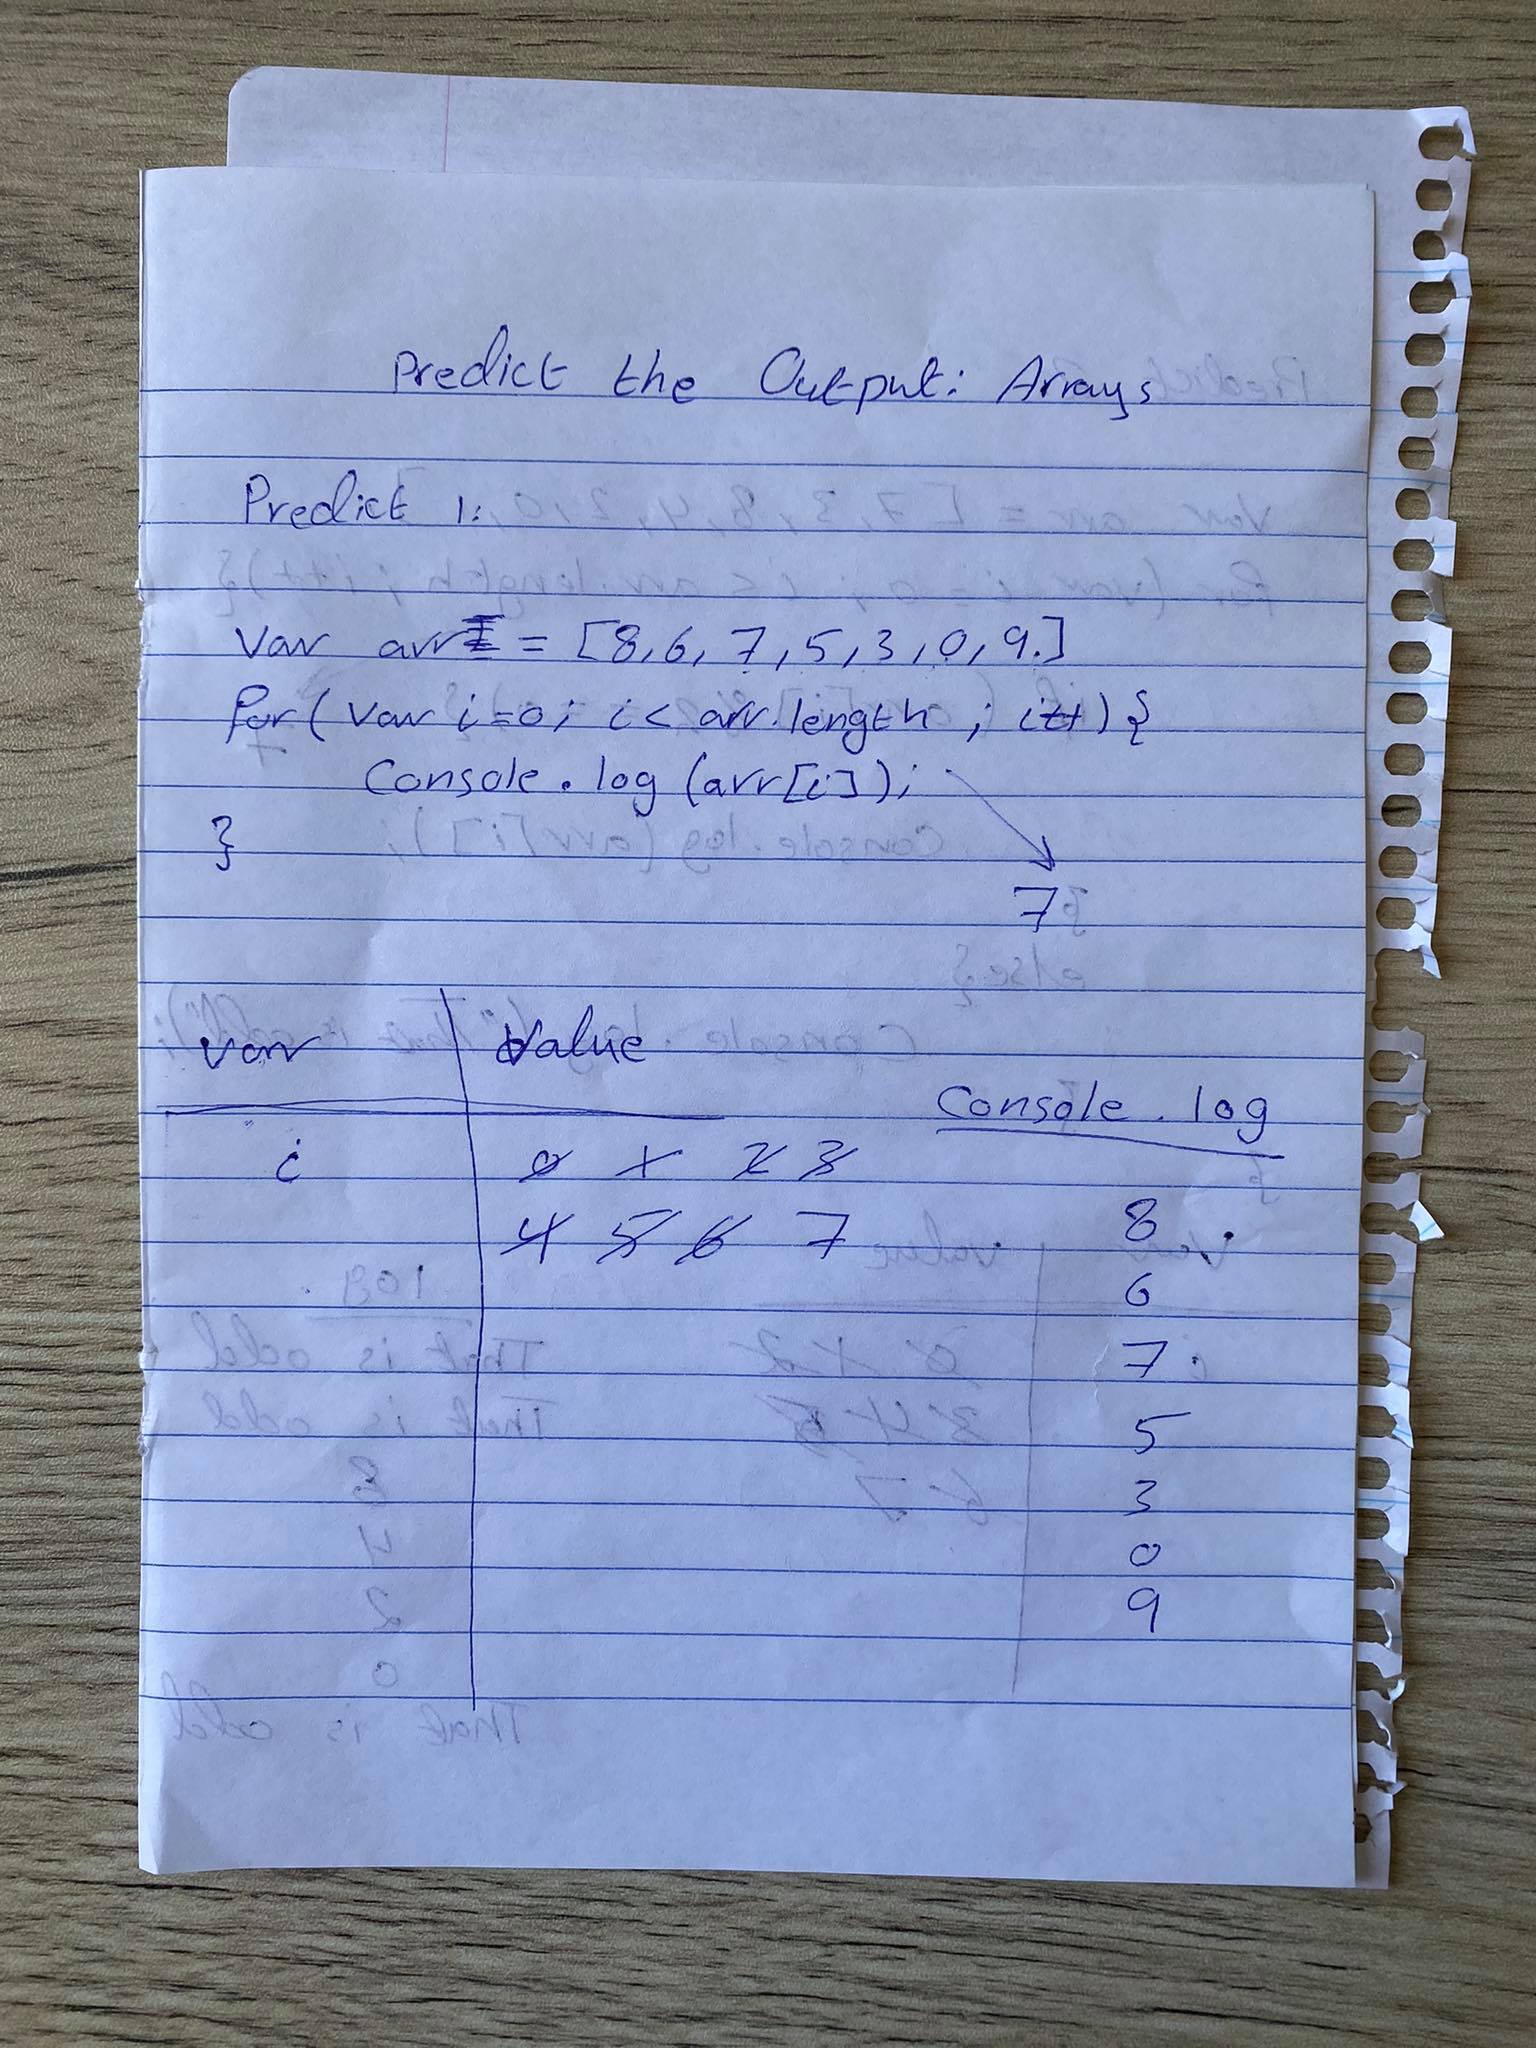 Predict the Output: Arrays
Predict 1:
var arr = [8,6,7,5,3,0,9.]
for( var i=0; i< arr.length ; i++){
Console.log (arr[i]);
}
7
var Value
Console.log
i 0 1 2 3
4 5 6 7
8
6
7
5
3
0
9